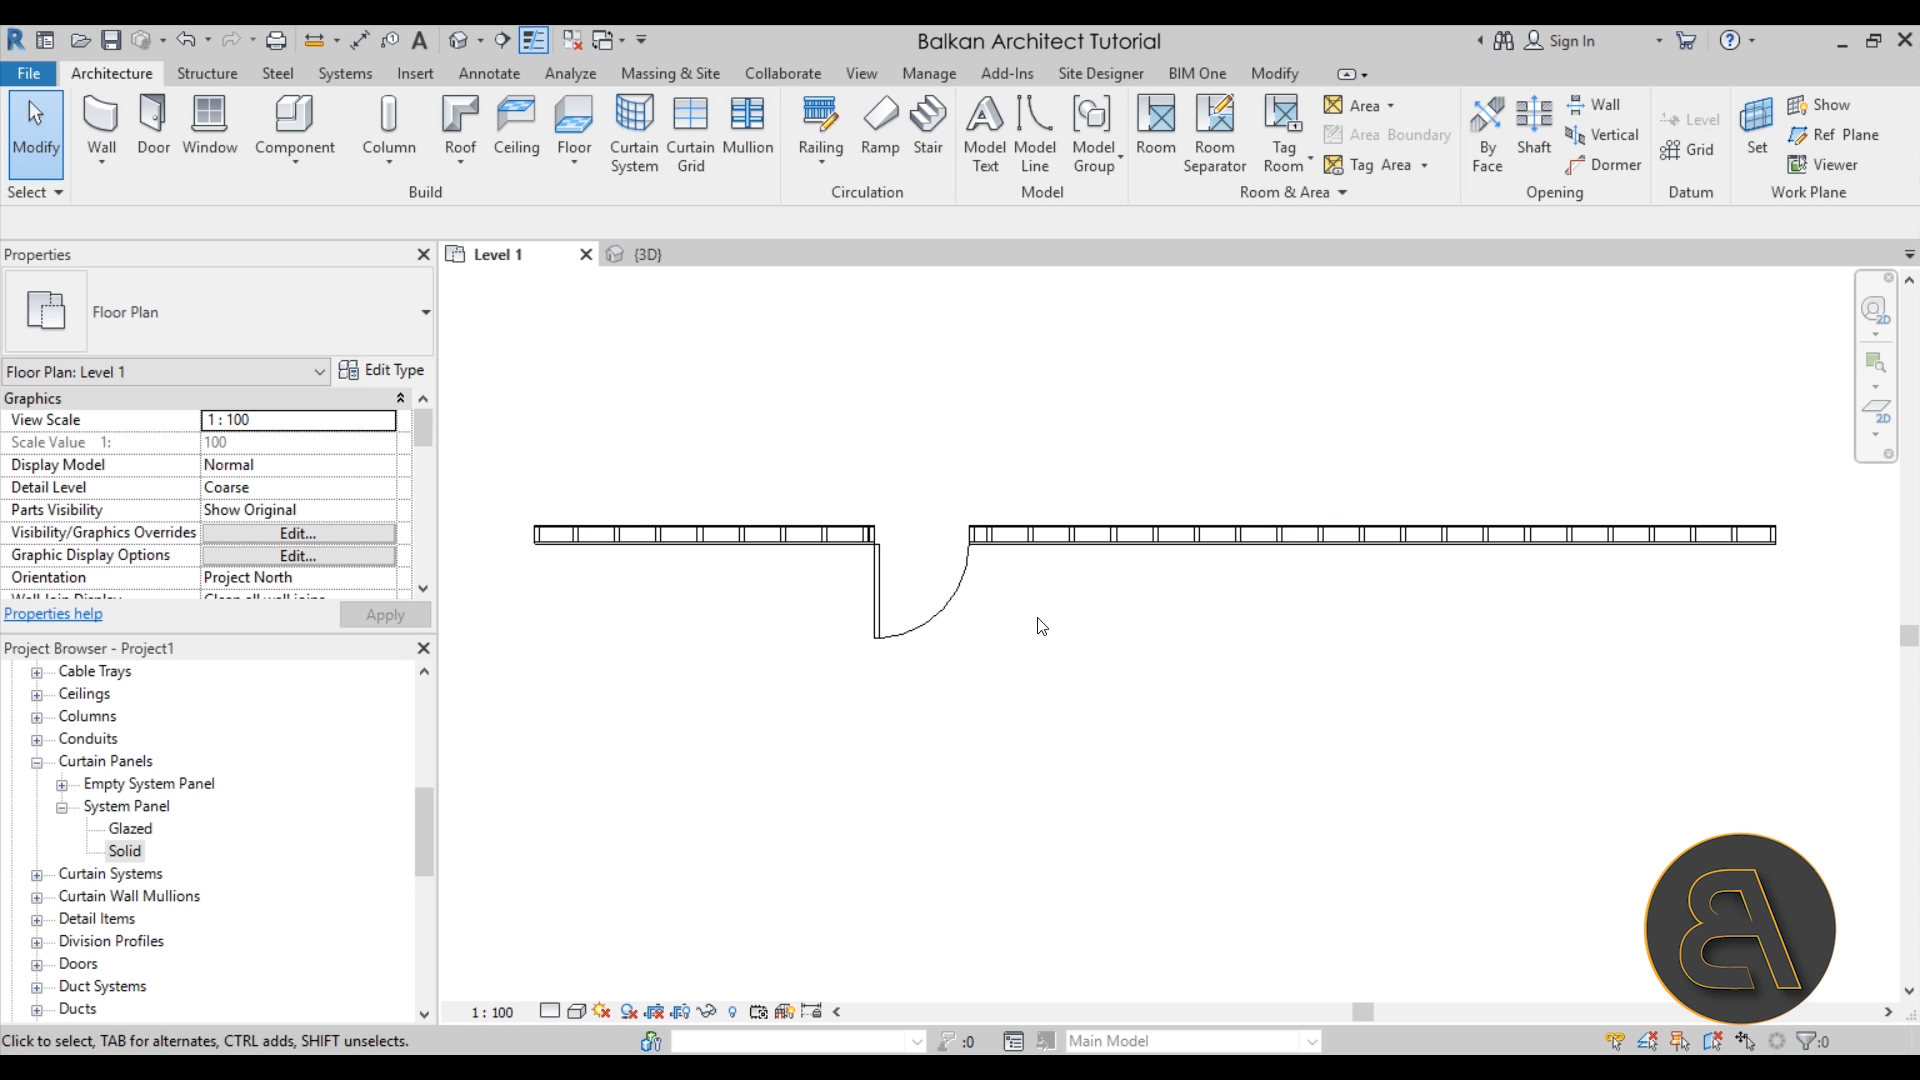 Balkan Architect Tutorial
Sign In
File Architecture Structure Steel Systems Insert Annotate Analyze Massing & Site Collaborate View Manage Add-Ins Site Designer BIM One Modify
Modify
Wall
Door
Window
Component
Column
Roof
Ceiling
Floor
Curtain System
Curtain Grid
Mullion
Railing
Ramp
Stair
Model Text
Model Line
Model Group
Room
Room Separator
Tag Room
Area
Area Boundary
Tag Area
By Face
Shaft
Wall
Vertical
Dormer
Level
Grid
Set
Show
Ref Plane
Viewer
Select Build Circulation Model Room & Area Opening Datum Work Plane
Properties
Level 1
{3D}
Floor Plan
Floor Plan: Level 1
Edit Type
Graphics
View Scale 1 : 100
Scale Value 1: 100
Display Model Normal
Detail Level Coarse
Parts Visibility Show Original
Visibility/Graphics Overrides Edit...
Graphic Display Options Edit...
Orientation Project North
Properties help
Apply
Project Browser - Project1
Cable Trays
Ceilings
Columns
Conduits
Curtain Panels
Empty System Panel
System Panel
Glazed
Solid
Curtain Systems
Curtain Wall Mullions
Detail Items
Division Profiles
Doors
Duct Systems
Ducts
2D
2D
1 : 100
Click to select, TAB for alternates, CTRL adds, SHIFT unselects.
:0
Main Model
:0